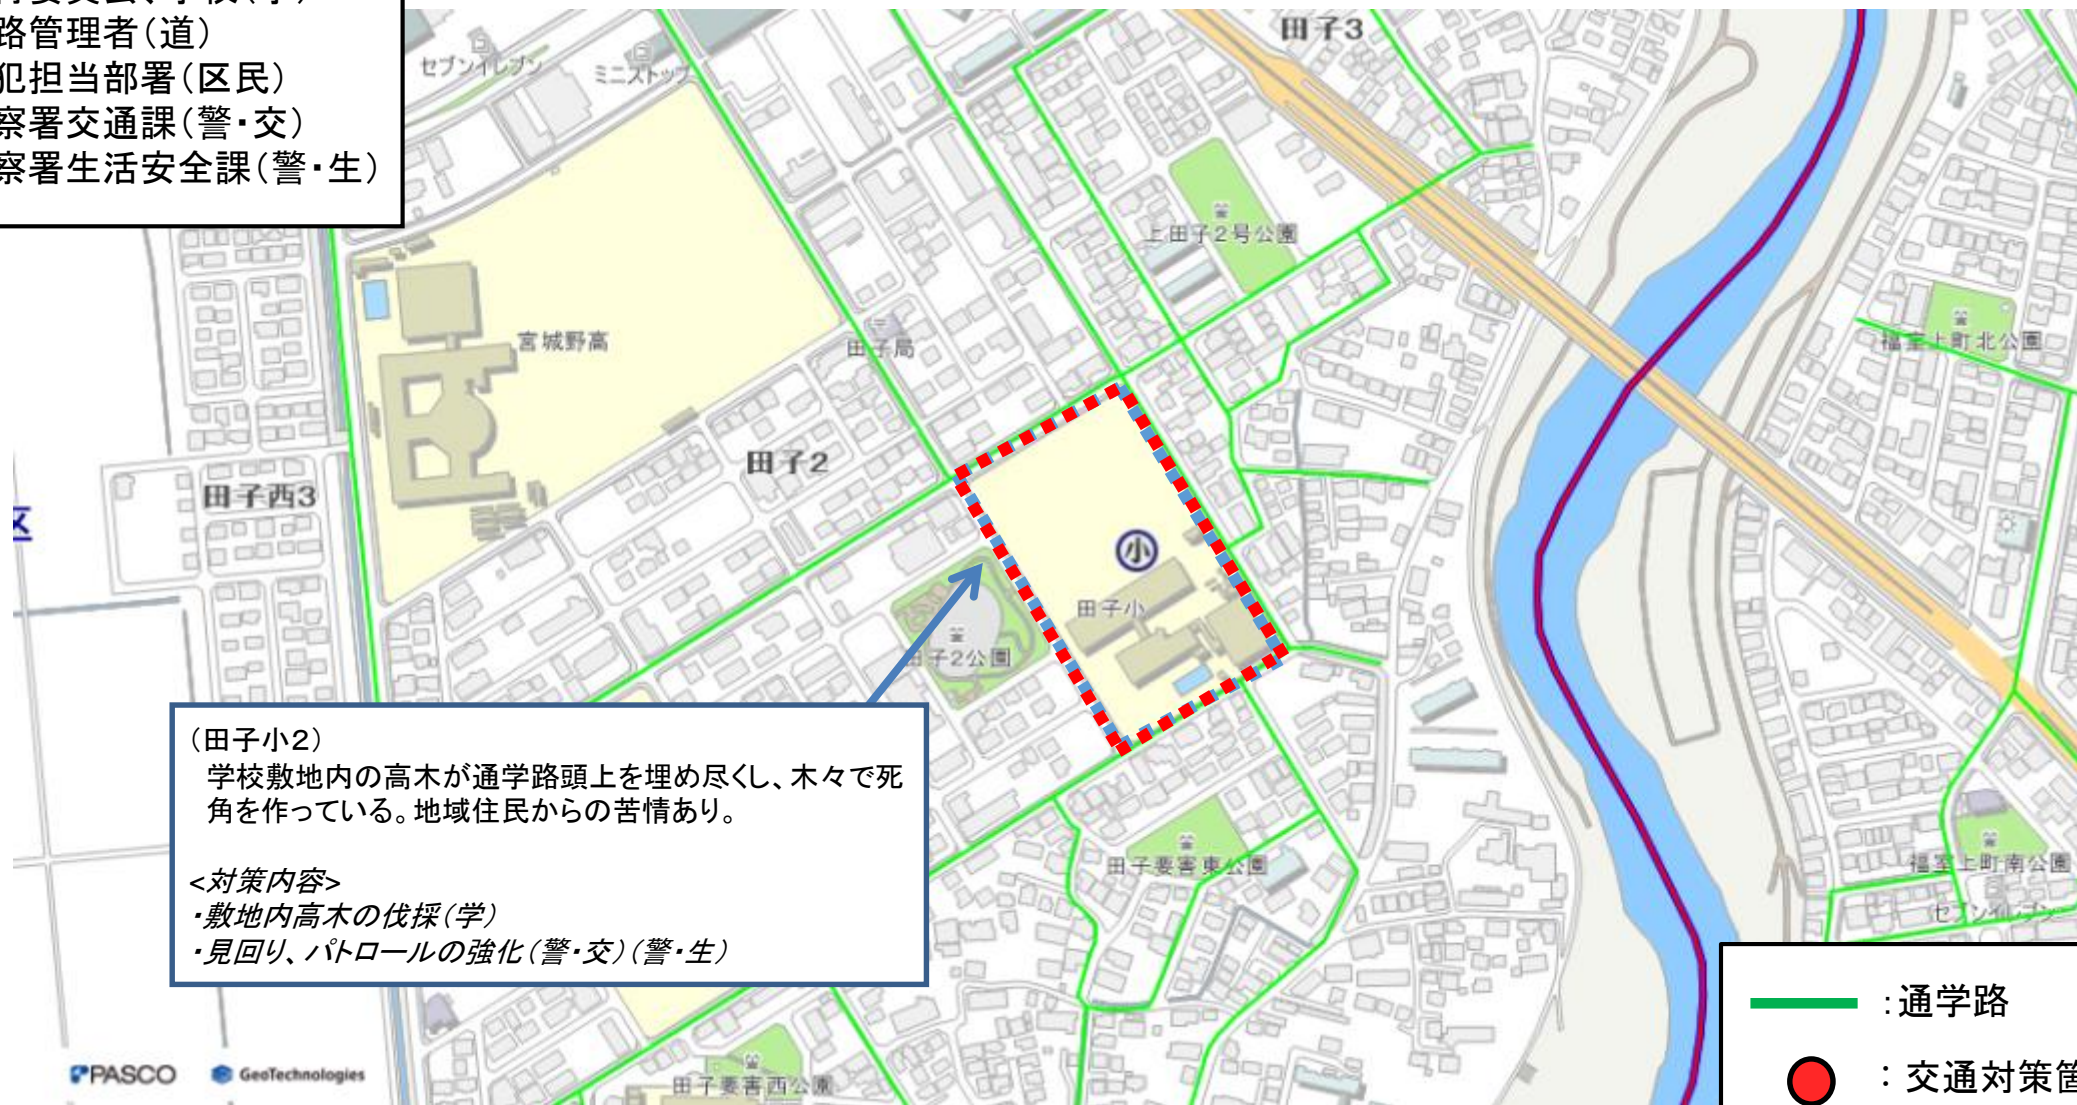 育委員会、学校(学)
路管理者(道)
犯担当部署(区民)
察署交通課(警・交)
察署生活安全課(警・生)
セブンイレブン
ミニストップ
田子3
上田子2号公園
宮城野高
田子局
福室上町北公園
田子2
田子西3
区
小
田子小
田子2公園
(田子小2)
学校敷地内の高木が通学路頭上を埋め尽くし、木々で死
角を作っている。地域住民からの苦情あり。
<対策内容>
・敷地内高木の伐採(学)
・見回り、パトロールの強化(警・交)(警・生)
田子要害東公園
福室上町南公園
セブンイレブン
田子要害西公園
PASCO
GeoTechnologies
:通学路
:交通対策箇